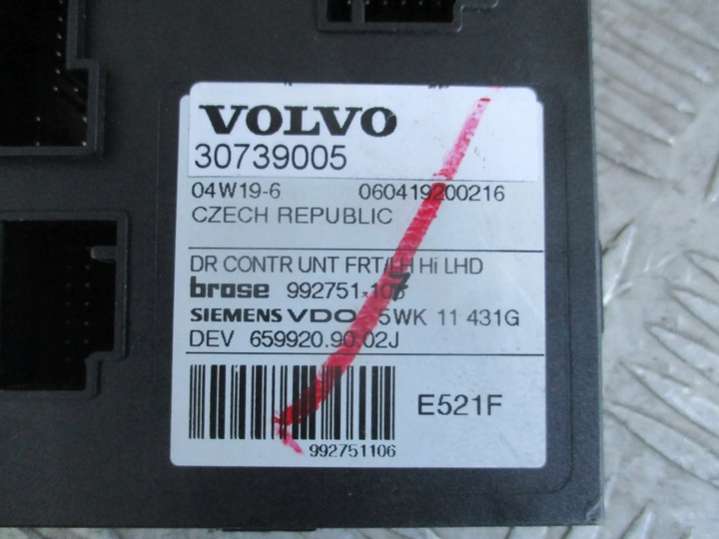 VOLVO
30739005
04W19-6 060419200216
CZECH REPUBLIC
DR CONTR UNT FRT/LH Hi LHD
brose 992751-106
SIEMENS VDO 5WK 11 431G
DEV 659920.90.02J
E521F
992751106